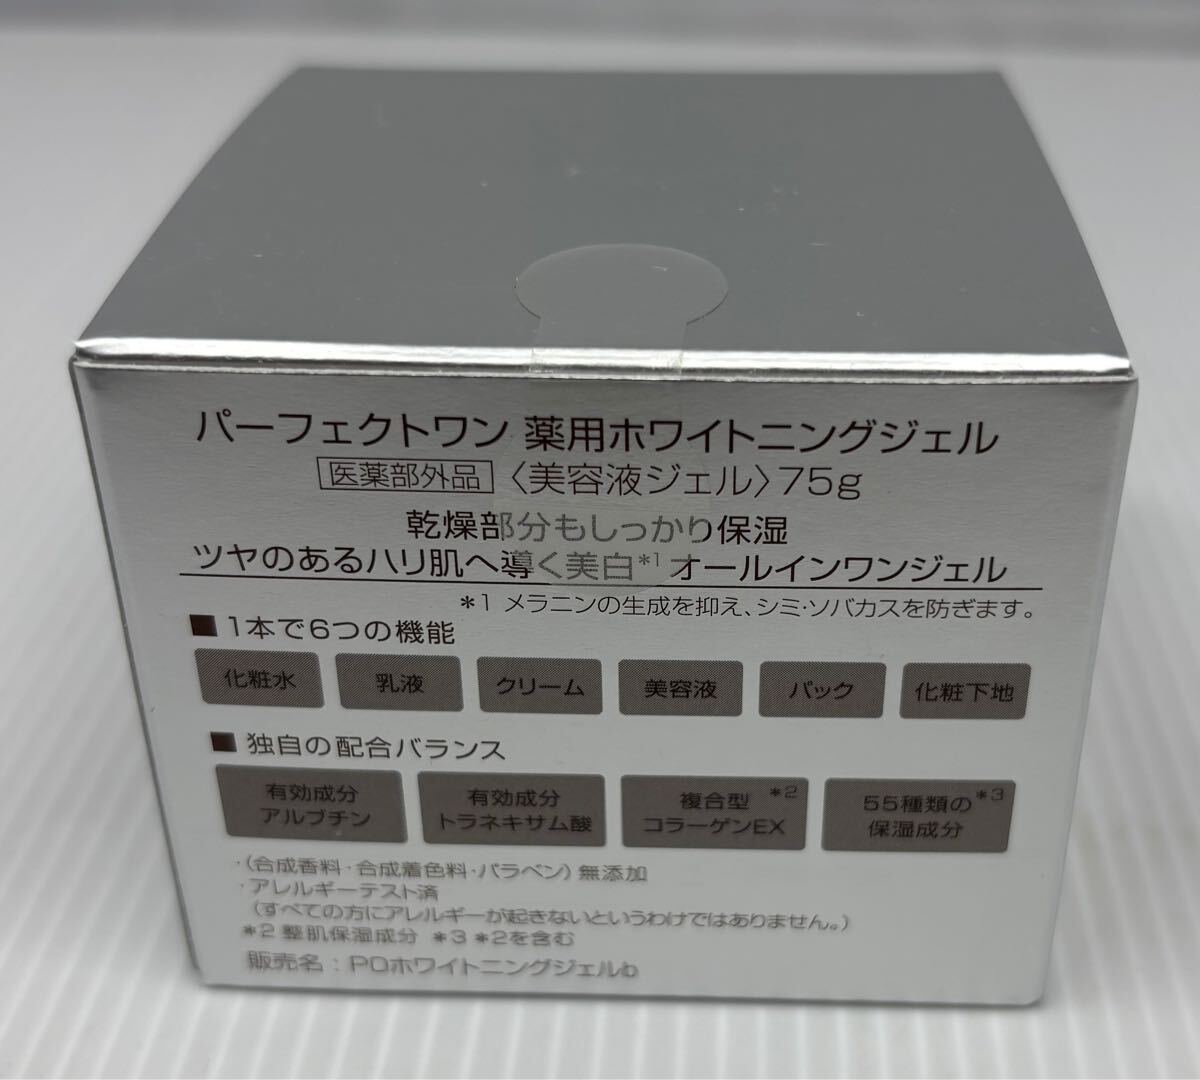 パーフェクトワン 薬用ホワイトニングジェル
医薬部外品 〈美容液ジェル〉75g
乾燥部分もしっかり保湿
ツヤのあるハリ肌へ導く美白*1 オールインワンジェル
*1 メラニンの生成を抑え、シミ・ソバカスを防ぎます。
■ 1本で6つの機能
化粧水 乳液 クリーム 美容液 パック 化粧下地
■ 独自の配合バランス
有効成分 有効成分 複合型*2 55種類の*3
アルブチン トラネキサム酸 コラーゲンEX 保湿成分
・(合成香料・合成着色料・パラベン)無添加
・アレルギーテスト済
(すべての方にアレルギーが起きないというわけではありません。)
*2 整肌保湿成分 *3 *2を含む
販売名：POホワイトニングジェルb